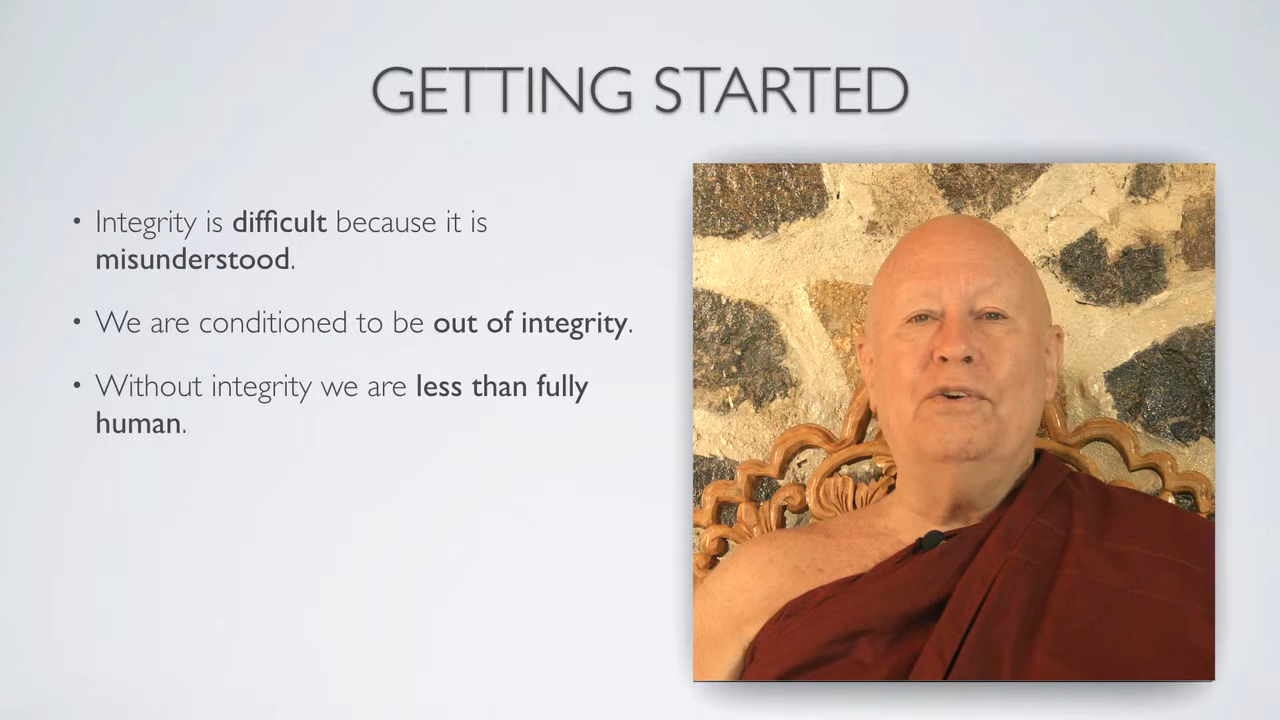 GETTING STARTED
• Integrity is difficult because it is
misunderstood.
• We are conditioned to be out of integrity.
• Without integrity we are less than fully
human.